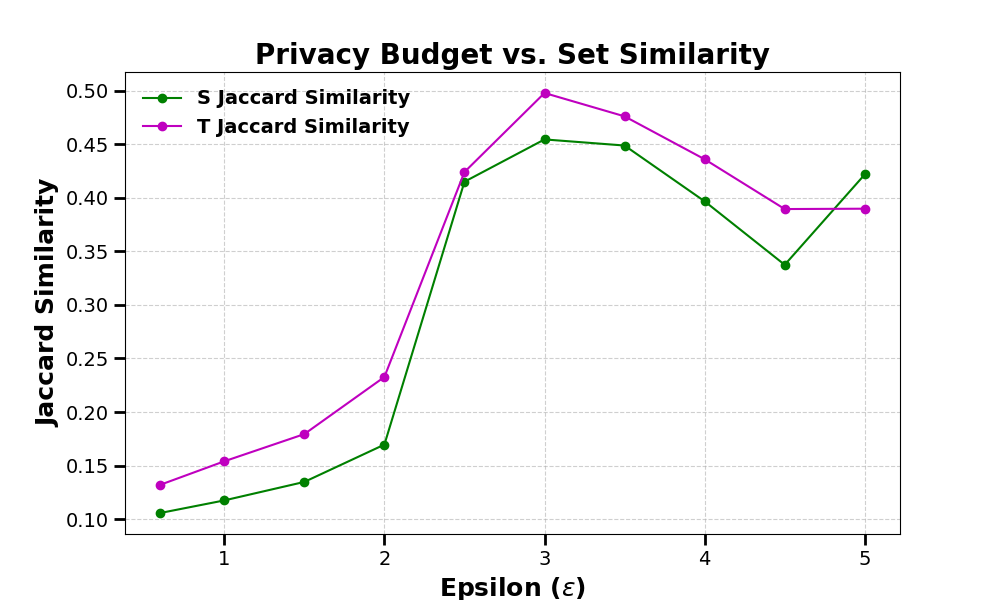 Privacy Budget vs. Set Similarity
S Jaccard Similarity
T Jaccard Similarity
Jaccard Similarity
0.50
0.45
0.40
0.35
0.30
0.25
0.20
0.15
0.10
1 2 3 4 5
Epsilon (ε)